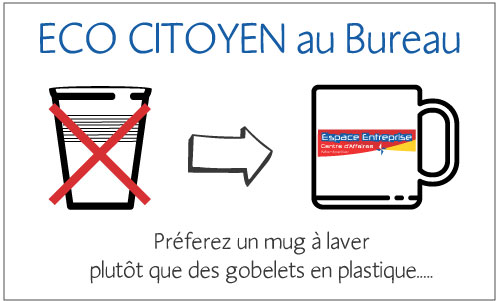 ECO CITOYEN au Bureau
Espace Entreprise
Centre d'Affaires
Préferez un mug à laver
plutôt que des gobelets en plastique.....